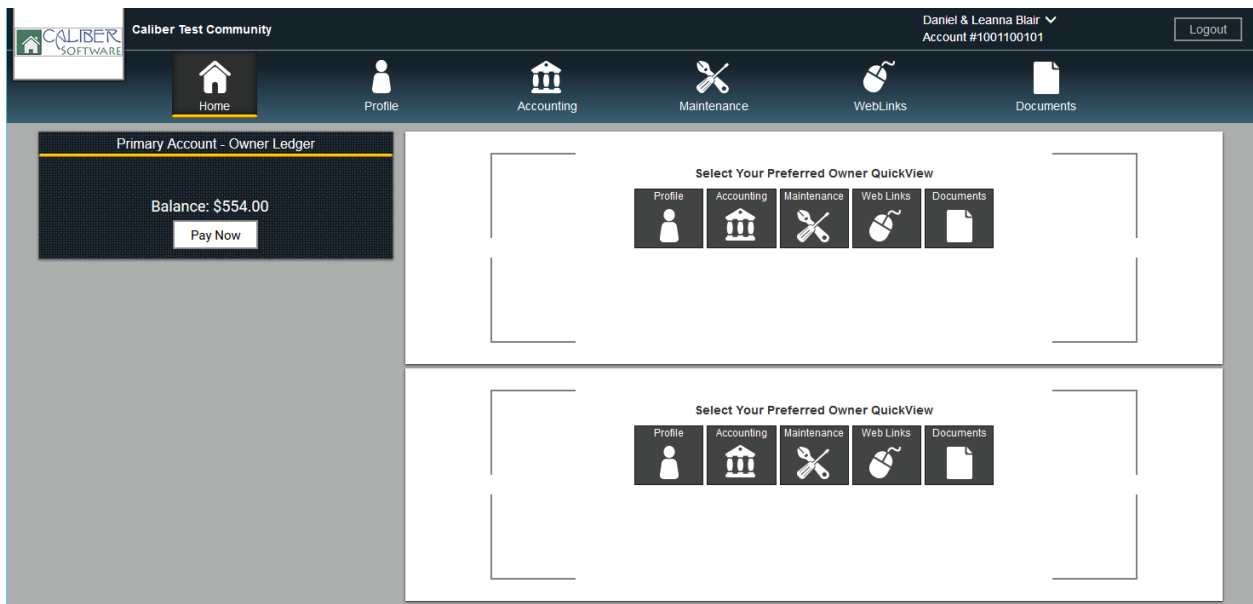 CALIBER
SOFTWARE
Caliber Test Community
Daniel & Leanna Blair
Account #1001100101
Logout
Home
Profile
Accounting
Maintenance
WebLinks
Documents
Primary Account - Owner Ledger
Balance: $554.00
Pay Now
Select Your Preferred Owner QuickView
Profile
Accounting
Maintenance
Web Links
Documents
Select Your Preferred Owner QuickView
Profile
Accounting
Maintenance
Web Links
Documents